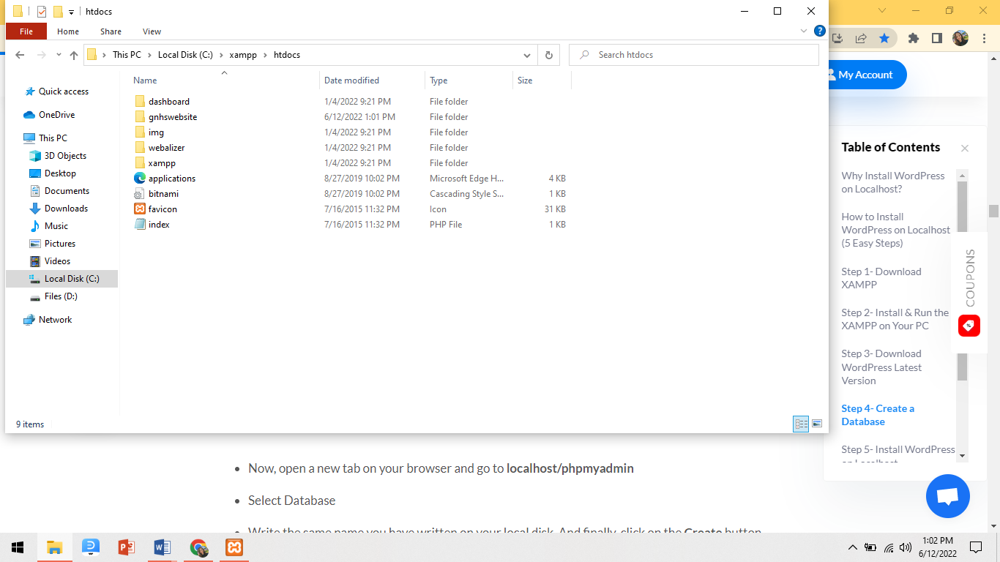 htdocs
File Home Share View
This PC Local Disk (C:) xampp htdocs
Search htdocs
Name Date modified Type Size
Quick access
OneDrive
This PC
3D Objects
Desktop
Documents
Downloads
Music
Pictures
Videos
Local Disk (C:)
Files (D:)
Network
dashboard 1/4/2022 9:21 PM File folder
gnhswebsite 6/12/2022 1:01 PM File folder
img 1/4/2022 9:21 PM File folder
webalizer 1/4/2022 9:21 PM File folder
xampp 1/4/2022 9:21 PM File folder
applications 8/27/2019 10:02 PM Microsoft Edge H... 4 KB
bitnami 8/27/2019 10:02 PM Cascading Style S... 1 KB
favicon 7/16/2015 11:32 PM Icon 31 KB
index 7/16/2015 11:32 PM PHP File 1 KB
9 items
My Account
Table of Contents
Why Install WordPress
on Localhost?
How to Install
WordPress on Localhost
(5 Easy Steps)
Step 1- Download
XAMPP
Step 2- Install & Run the
XAMPP on Your PC
Step 3- Download
WordPress Latest
Version
Step 4- Create a
Database
Step 5- Install WordPress
on Localhost
COUPONS
• Now, open a new tab on your browser and go to localhost/phpmyadmin
• Select Database
• Write the same name you have written on your local disk. And finally, click on the Create button
1:02 PM
6/12/2022